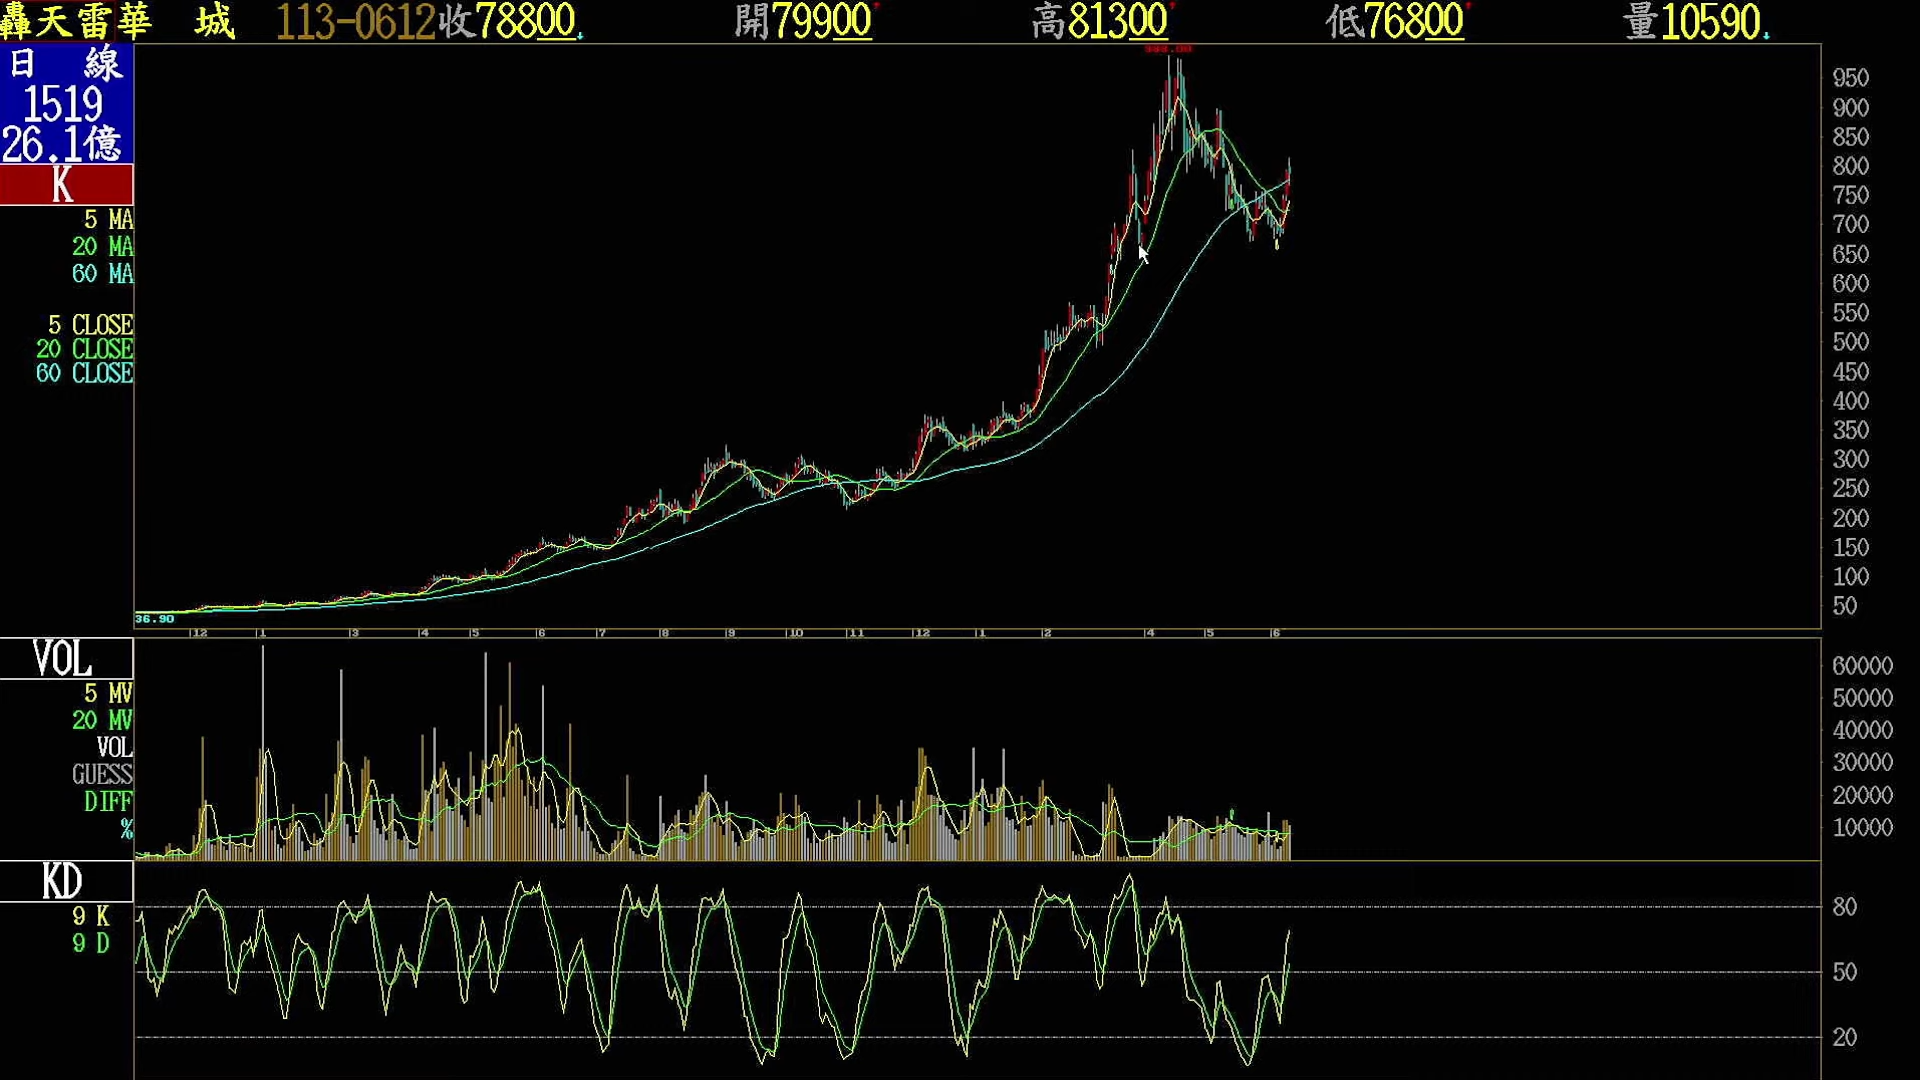 轟天雷華 城 113-0612收78800↓ 開79900 高81300 低76800 量10590↓
日 線
1519
26.1億
K
5 MA
20 MA
60 MA
5 CLOSE
20 CLOSE
60 CLOSE
950
900
850
800
750
700
650
600
550
500
450
400
350
300
250
200
150
100
50
36.90
12 1 3 4 5 6 7 8 9 10 11 12 1 2 4 5 6
VOL
5 MV
20 MV
VOL
GUESS
DIFF
%
60000
50000
40000
30000
20000
10000
KD
9 K
9 D
80
50
20